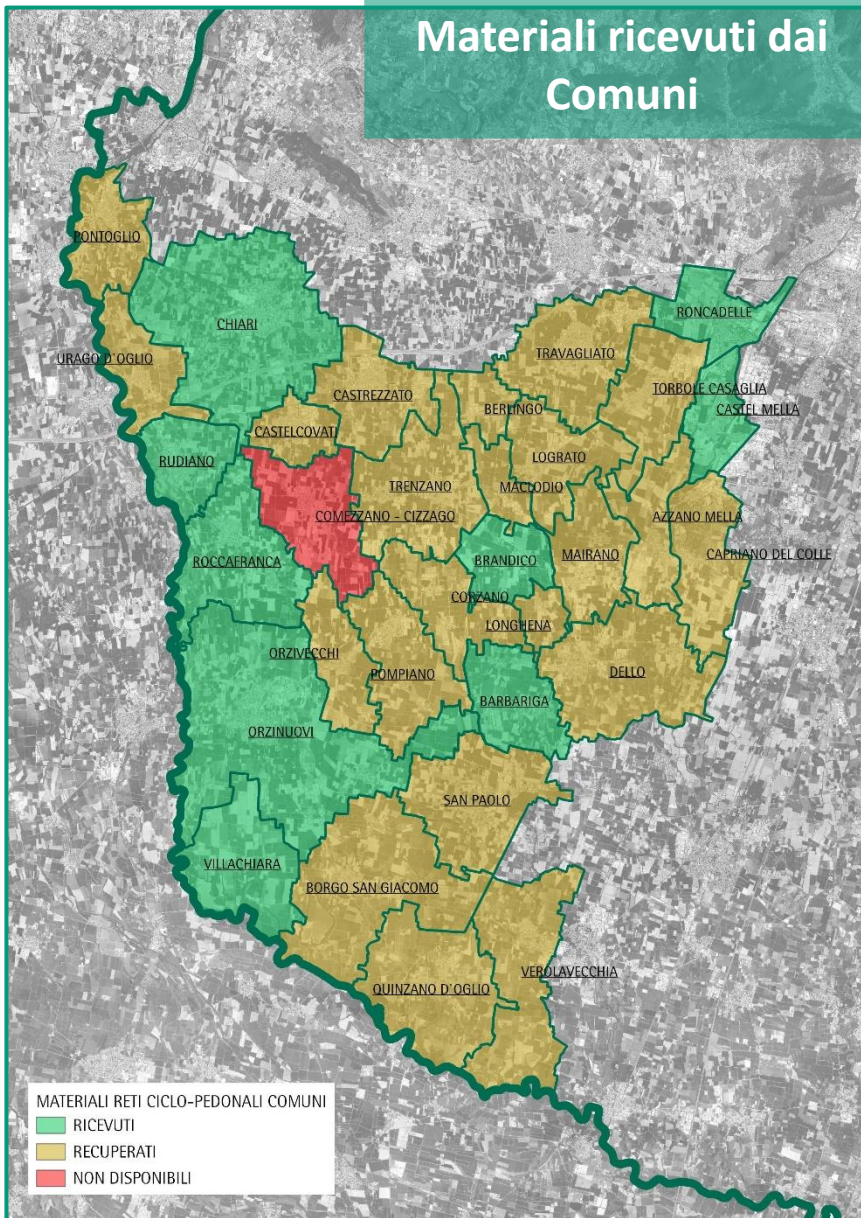 Materiali ricevuti dai
Comuni
PONTOGLIO
CHIARI
RONCADELLE
URAGO D'OGLIO
TRAVAGLIATO
CASTREZZATO
TORBOLE CASAGLIA
BERLINGO
CASTEL MELLA
CASTELCOVATI
RUDIANO
LOGRATO
TRENZANO
MACLODIO
COMEZZANO - CIZZAGO
AZZANO MELLA
ROCCAFRANCA
BRANDICO
MAIRANO
CAPRIANO DEL COLLE
CORZANO
LONGHENA
ORZIVECCHI
POMPIANO
DELLO
BARBARIGA
ORZINUOVI
SAN PAOLO
VILLACHIARA
BORGO SAN GIACOMO
VEROLAVECCHIA
QUINZANO D'OGLIO
MATERIALI RETI CICLO-PEDONALI COMUNI
RICEVUTI
RECUPERATI
NON DISPONIBILI